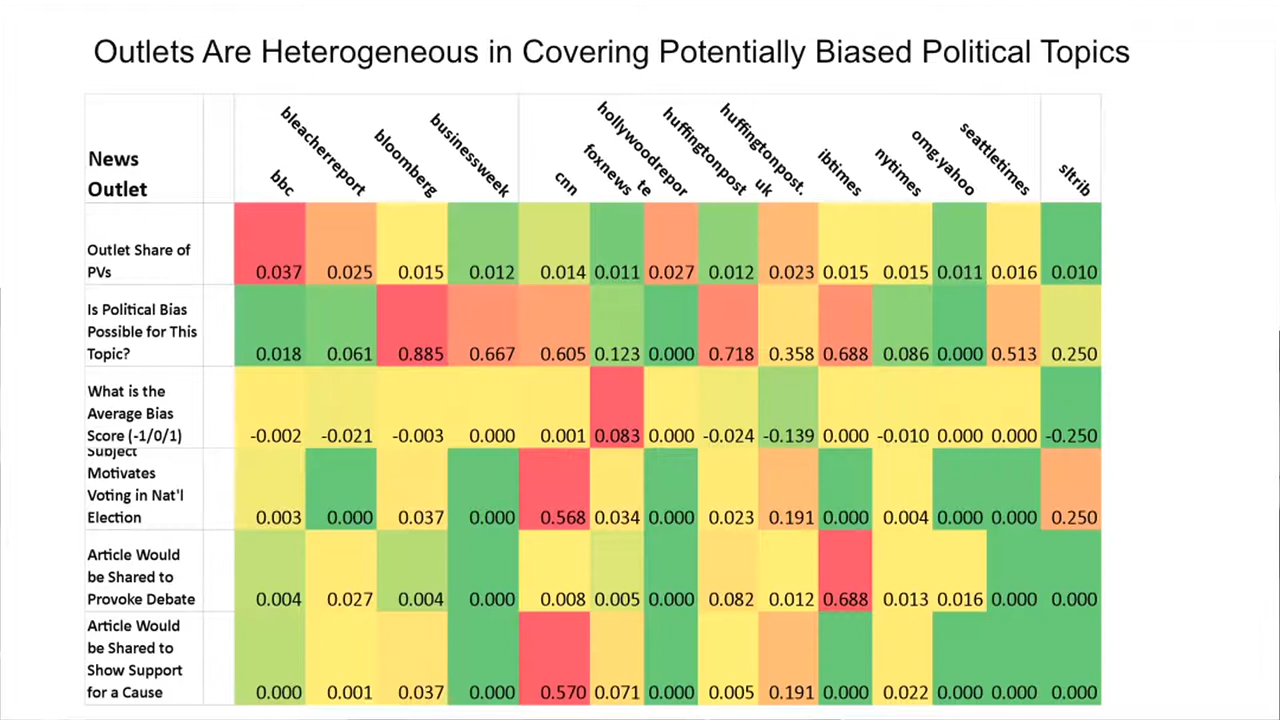 Outlets Are Heterogeneous in Covering Potentially Biased Political Topics
News
Outlet
bbc
bleacherreport
bloomberg
businessweek
cnn
foxnews
hollywoodrepor
te
huffingtonpost
huffingtonpost.
uk
ibtimes
nytimes
omg.yahoo
seattletimes
sltrib
Outlet Share of
PVs
0.037 0.025 0.015 0.012 0.014 0.011 0.027 0.012 0.023 0.015 0.015 0.011 0.016 0.010
Is Political Bias
Possible for This
Topic?
0.018 0.061 0.885 0.667 0.605 0.123 0.000 0.718 0.358 0.688 0.086 0.000 0.513 0.250
What is the
Average Bias
Score (-1/0/1)
-0.002 -0.021 -0.003 0.000 0.001 0.083 0.000 -0.024 -0.139 0.000 -0.010 0.000 0.000 -0.250
Subject
Motivates
Voting in Nat'l
Election
0.003 0.000 0.037 0.000 0.568 0.034 0.000 0.023 0.191 0.000 0.004 0.000 0.000 0.250
Article Would
be Shared to
Provoke Debate
0.004 0.027 0.004 0.000 0.008 0.005 0.000 0.082 0.012 0.688 0.013 0.016 0.000 0.000
Article Would
be Shared to
Show Support
for a Cause
0.000 0.001 0.037 0.000 0.570 0.071 0.000 0.005 0.191 0.000 0.022 0.000 0.000 0.000